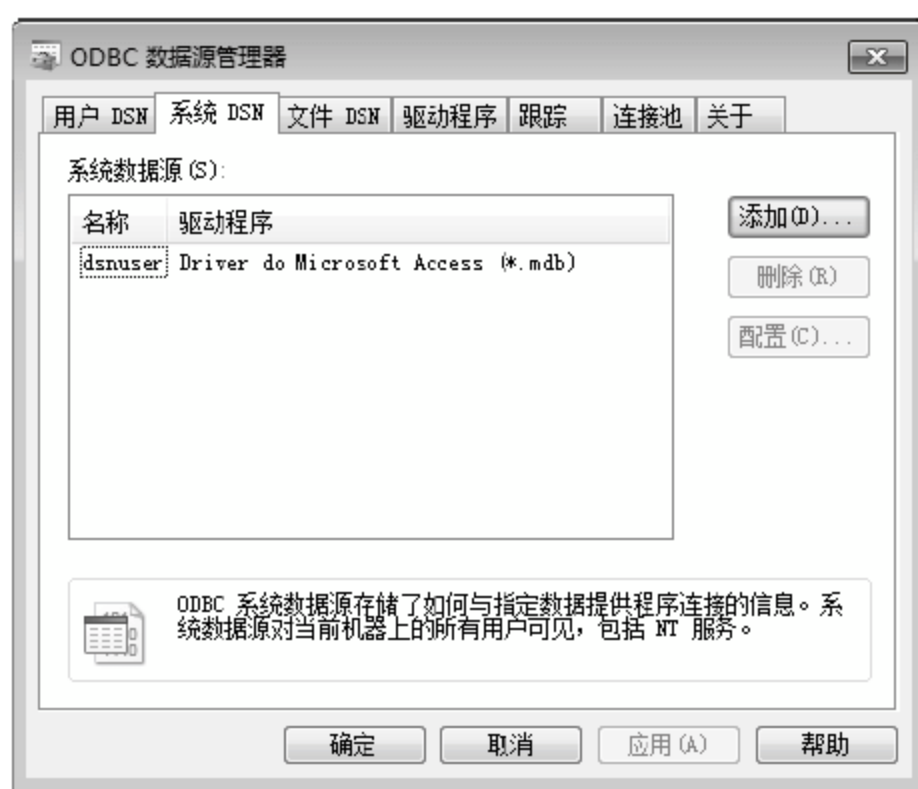 ODBC 数据源管理器
用户 DSN 系统 DSN 文件 DSN 驱动程序 跟踪 连接池 关于
系统数据源(S):
名称 驱动程序
dsnuser Driver do Microsoft Access (*.mdb)
添加(D)...
删除(R)
配置(C)...
ODBC 系统数据源存储了如何与指定数据提供程序连接的信息。系
统数据源对当前机器上的所有用户可见，包括 NT 服务。
确定 取消 应用(A) 帮助